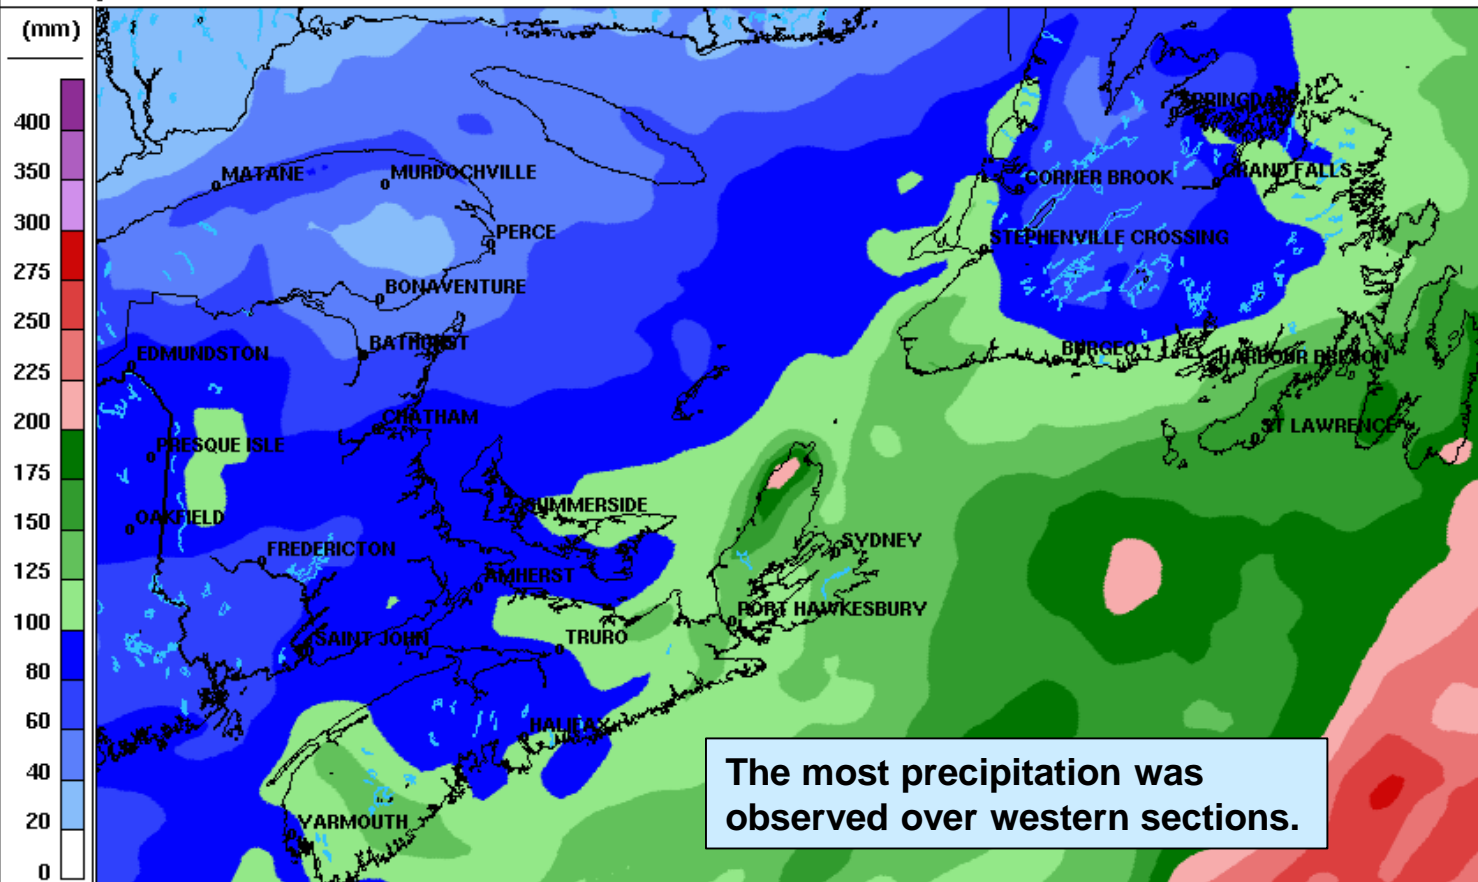 (mm)
400
350
300
275
250
225
200
175
150
125
100
80
60
40
20
0
SPRINGDALE
MATANE
MURDOCHVILLE
CORNER BROOK
GRAND FALLS
PERCE
STEPHENVILLE CROSSING
BONAVENTURE
EDMUNDSTON
BATHURST
BURGEO
HARBOUR BRETON
CHATHAM
ST LAWRENCE
PRESQUE ISLE
SUMMERSIDE
OAKFIELD
SYDNEY
FREDERICTON
AMHERST
PORT HAWKESBURY
SAINT JOHN
TRURO
HALIFAX
YARMOUTH
The most precipitation was
observed over western sections.